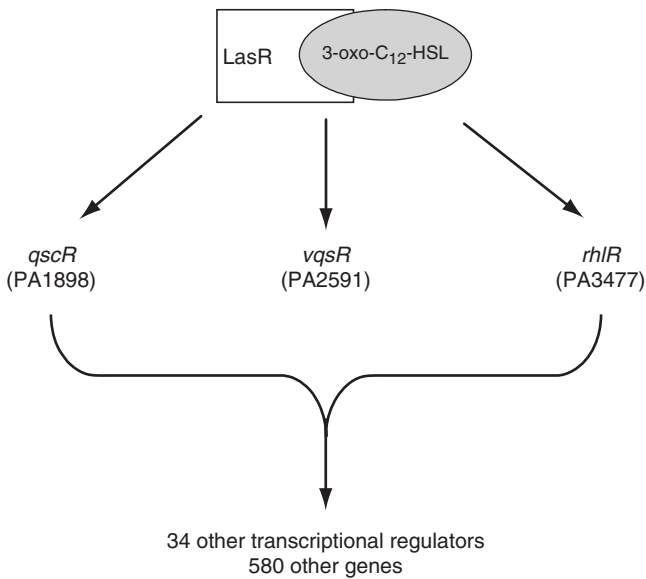 LasR
3-oxo-C₁₂-HSL
qscR
(PA1898)
vqsR
(PA2591)
rhlR
(PA3477)
34 other transcriptional regulators
580 other genes